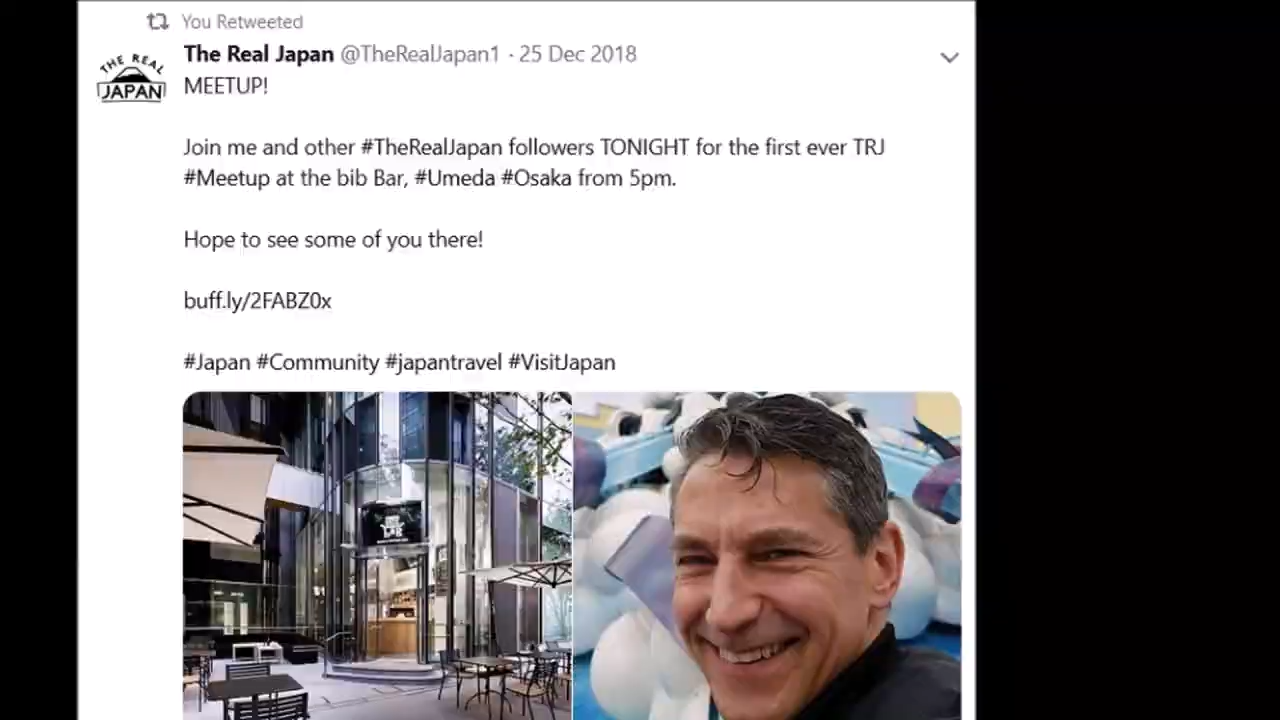 You Retweeted
The Real Japan @TheRealJapan1 · 25 Dec 2018
THE REAL
JAPAN
MEETUP!
Join me and other #TheRealJapan followers TONIGHT for the first ever TRJ
#Meetup at the bib Bar, #Umeda #Osaka from 5pm.
Hope to see some of you there!
buff.ly/2FABZ0x
#Japan #Community #japantravel #VisitJapan